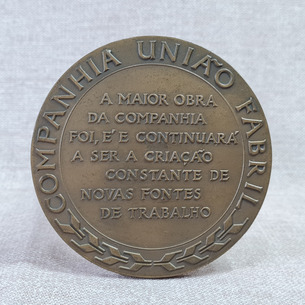 COMPANHIA UNIÃO FABRIL
A MAIOR OBRA
DA COMPANHIA
FOI, É E CONTINUARÁ
A SER A CRIAÇÃO
CONSTANTE DE
NOVAS FONTES
DE TRABALHO